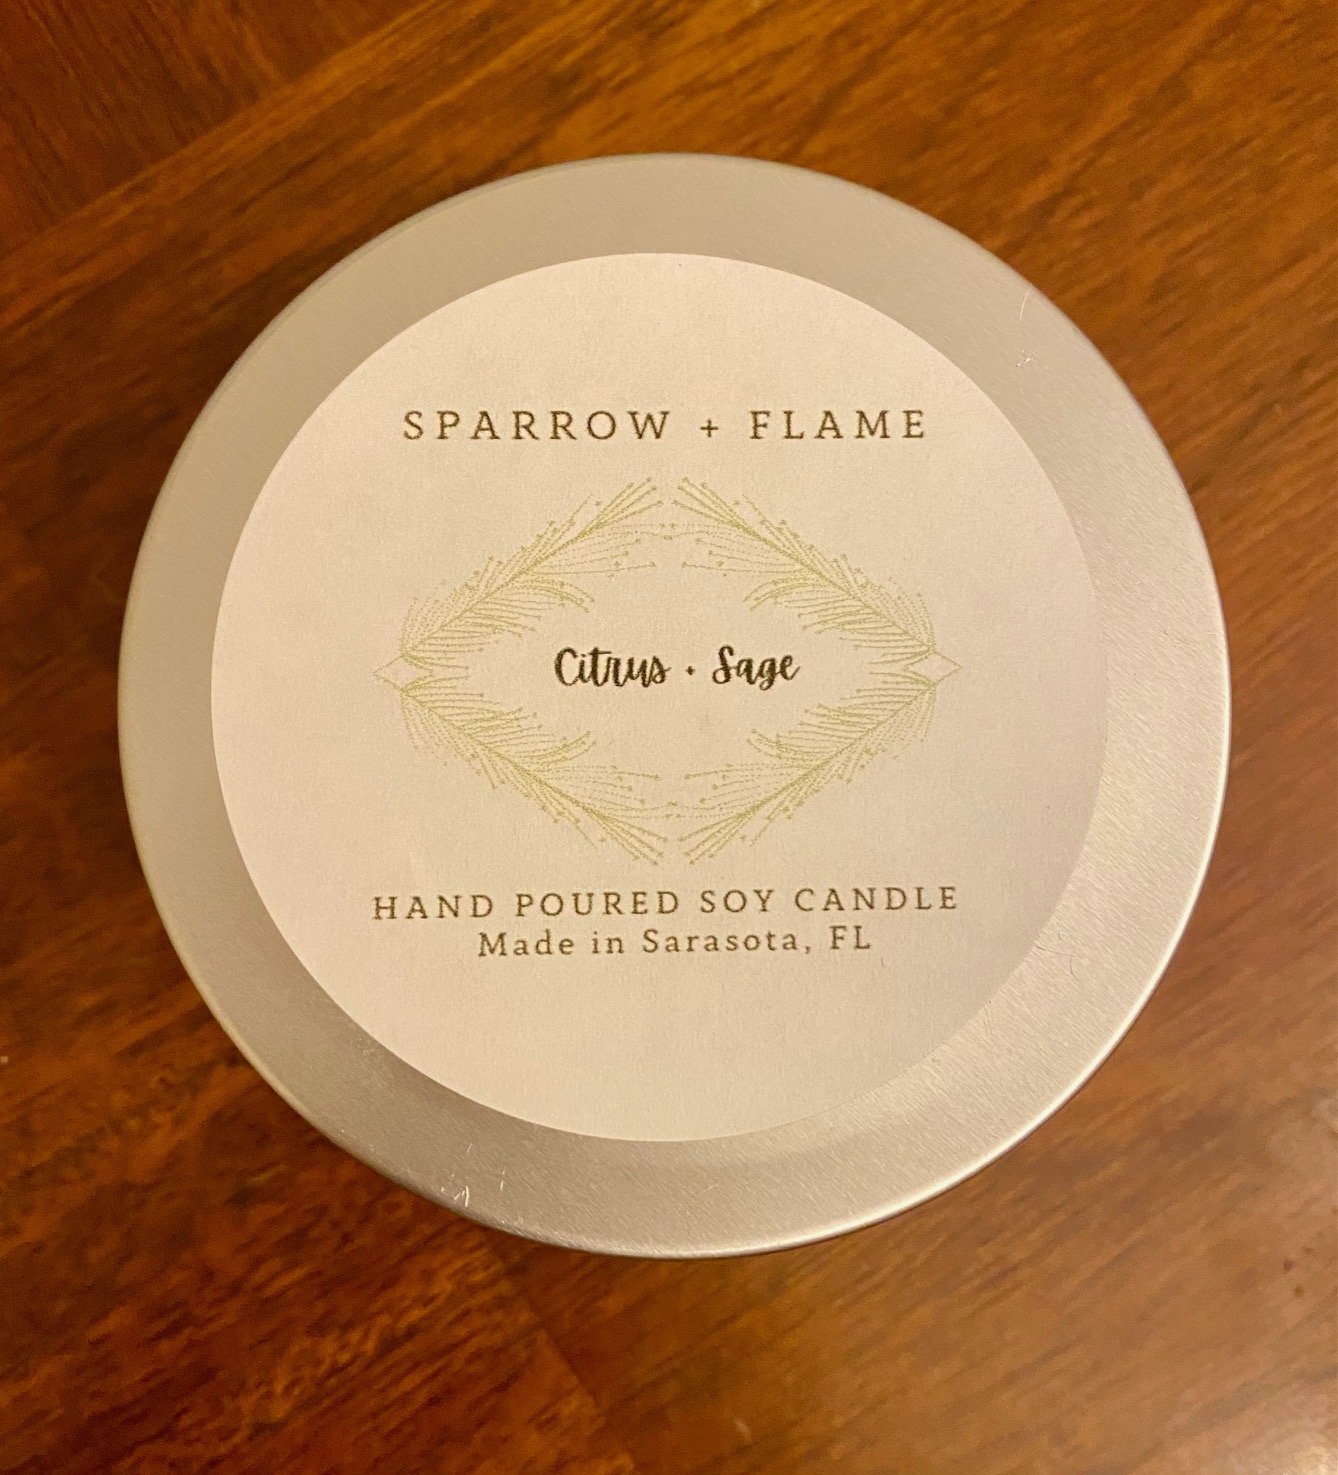 SPARROW + FLAME
Citrus + Sage
HAND POURED SOY CANDLE
Made in Sarasota, FL